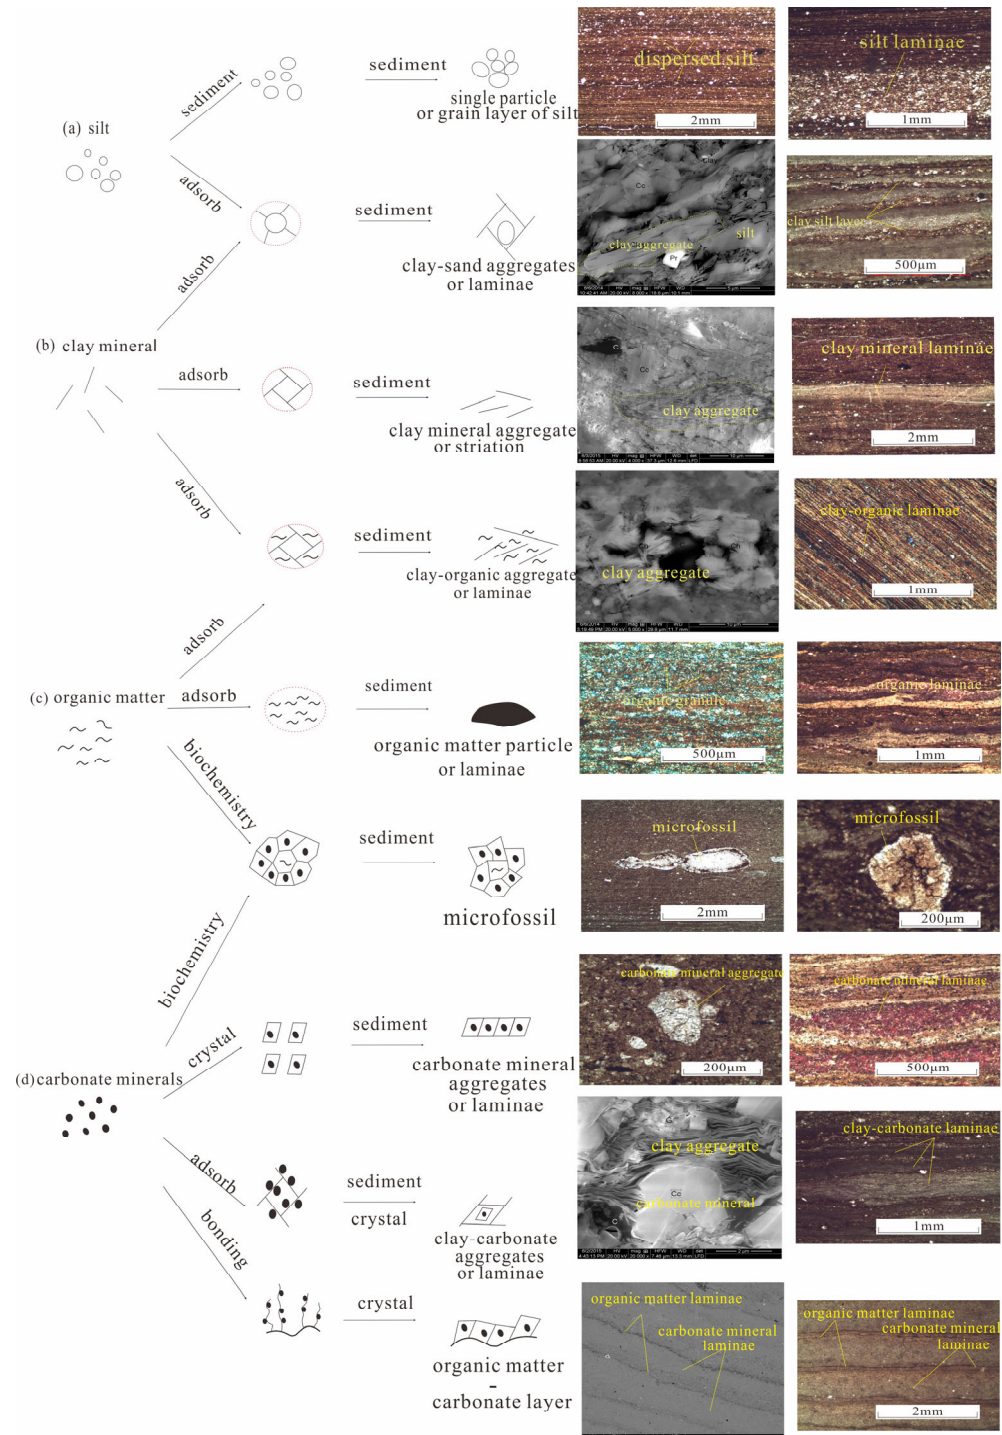 sediment
sediment
single particle
or grain layer of silt
dispersed silt
2mm
silt laminae
1mm
(a) silt
adsorb
sediment
clay-sand aggregates
or laminae
Clay
Cc
silt
clay aggregate
Pr
clay silt layer
500μm
adsorb
(b) clay mineral
adsorb
sediment
clay mineral aggregate
or striation
Cc
clay aggregate
clay mineral laminae
2mm
adsorb
sediment
clay-organic aggregate
or laminae
clay aggregate
clay-organic laminae
1mm
adsorb
(c) organic matter
adsorb
sediment
organic matter particle
or laminae
organic granule
500μm
organic laminae
1mm
biochemistry
sediment
microfossil
microfossil
2mm
microfossil
200μm
biochemistry
crystal
sediment
carbonate mineral
aggregates
or laminae
carbonate mineral aggregate
200μm
carbonate mineral laminae
500μm
(d) carbonate minerals
adsorb
sediment
crystal
clay-carbonate
aggregates
or laminae
clay aggregate
Cc
carbonate mineral
clay-carbonate laminae
1mm
bonding
crystal
organic matter
-
carbonate layer
organic matter laminae
carbonate mineral
laminae
organic matter laminae
carbonate mineral
laminae
2mm